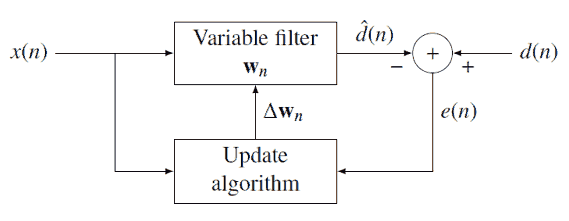 x(n)
Variable filter
𝐰ₙ
d̂(n)
−
+
+
d(n)
Δ𝐰ₙ
e(n)
Update
algorithm